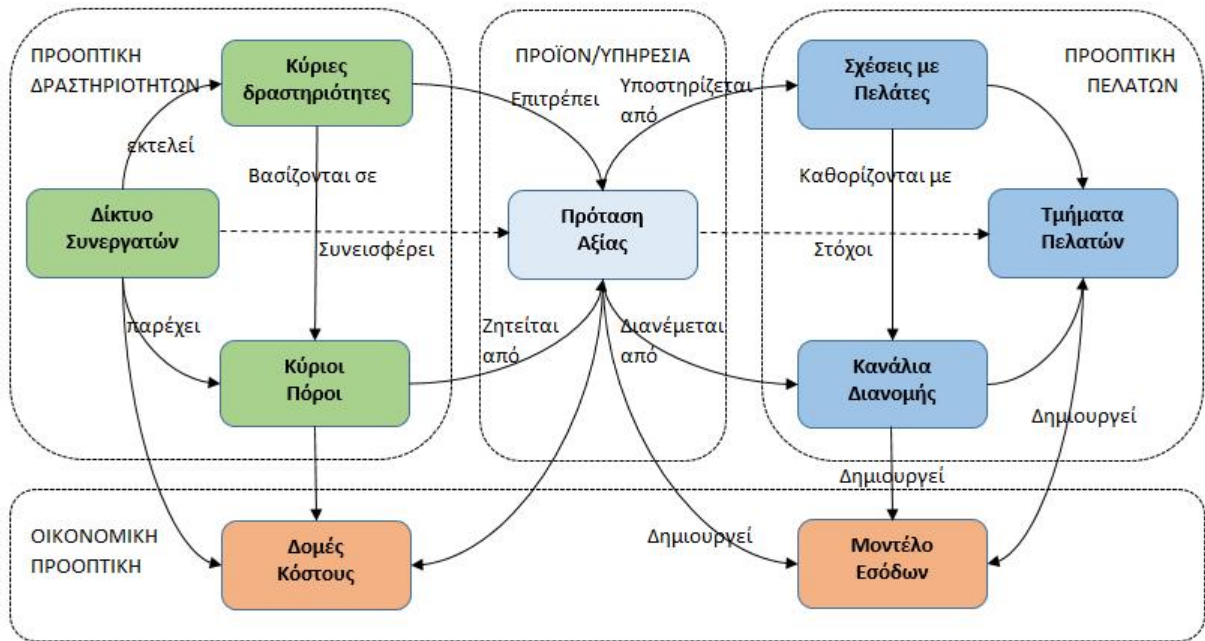 ΠΡΟΟΠΤΙΚΗ
ΔΡΑΣΤΗΡΙΟΤΗΤΩΝ
Κύριες
δραστηριότητες
εκτελεί
Βασίζονται σε
Δίκτυο
Συνεργατών
Συνεισφέρει
παρέχει
Κύριοι
Πόροι
ΠΡΟΪΟΝ/ΥΠΗΡΕΣΙΑ
Επιτρέπει
Υποστηρίζεται
από
Πρόταση
Αξίας
Ζητείται
από
Διανέμεται
από
ΠΡΟΟΠΤΙΚΗ
ΠΕΛΑΤΩΝ
Σχέσεις με
Πελάτες
Καθορίζονται με
Τμήματα
Πελατών
Στόχοι
Κανάλια
Διανομής
Δημιουργεί
Δημιουργεί
ΟΙΚΟΝΟΜΙΚΗ
ΠΡΟΟΠΤΙΚΗ
Δομές
Κόστους
Δημιουργεί
Μοντέλο
Εσόδων